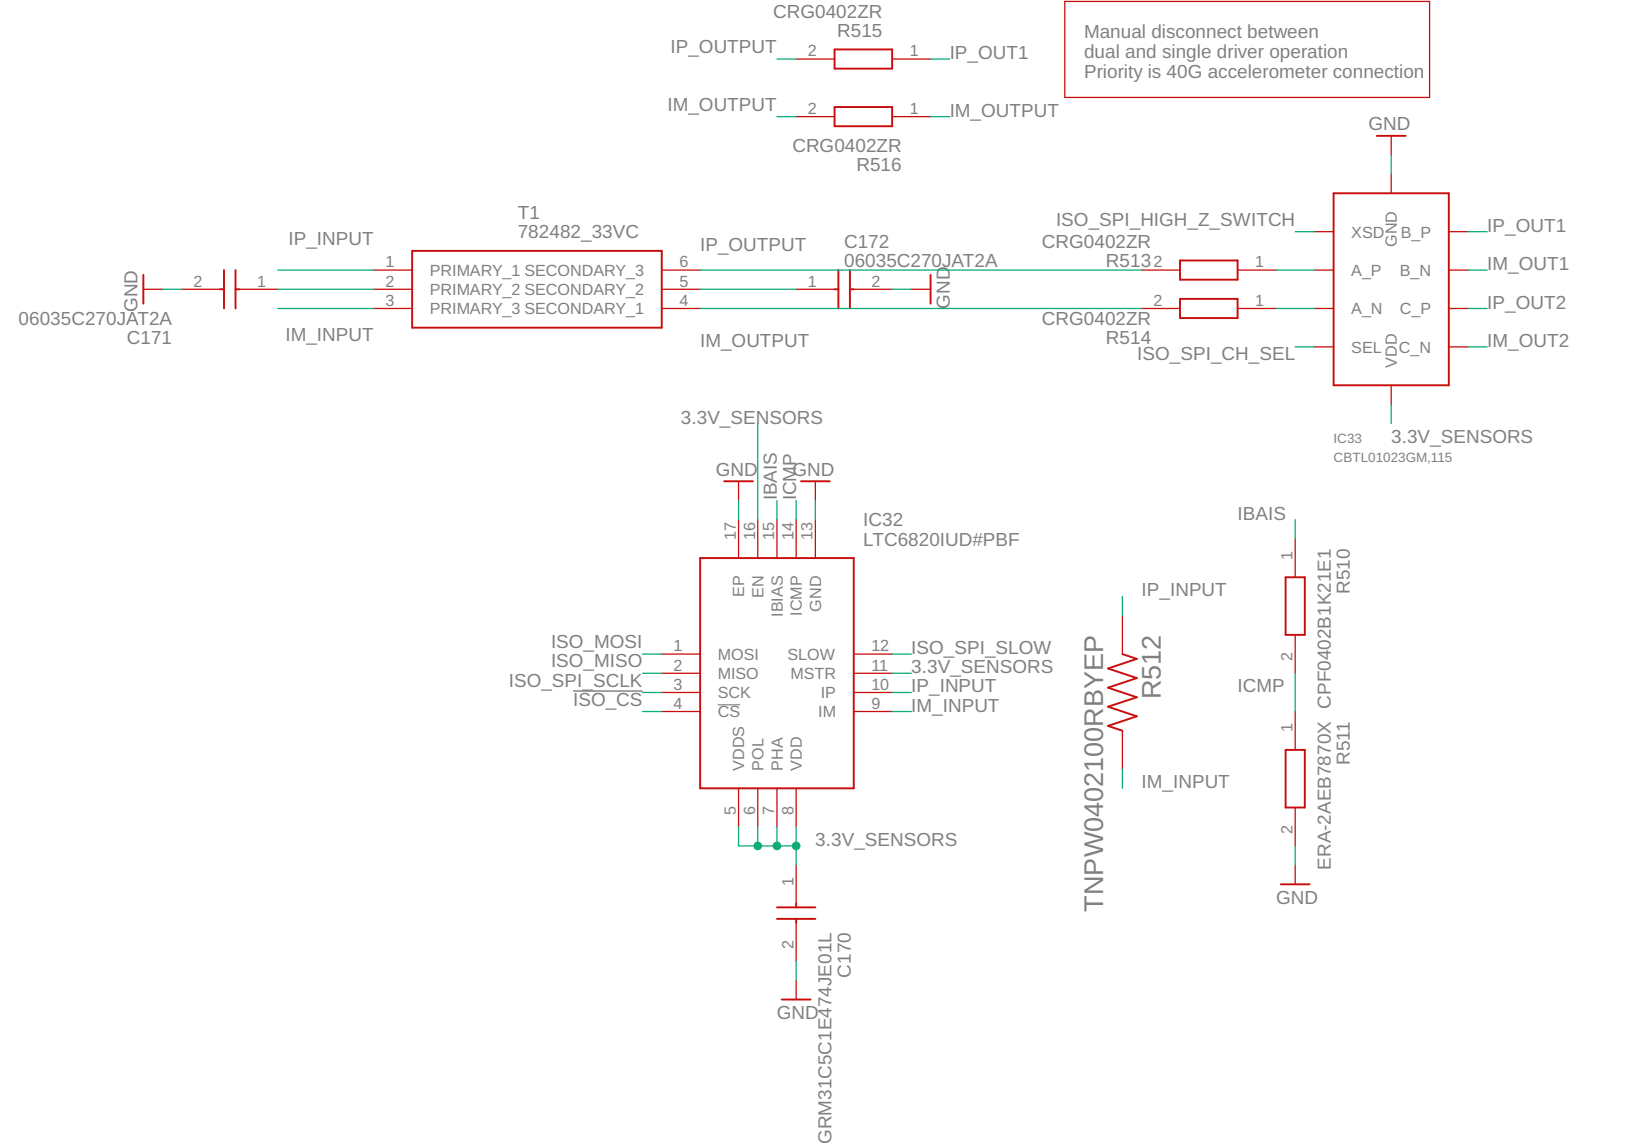 CRG0402ZR
R515
IP_OUTPUT
2
1
IP_OUT1
IM_OUTPUT
2
1
IM_OUTPUT
CRG0402ZR
R516
Manual disconnect between
dual and single driver operation
Priority is 40G accelerometer connection
GND
T1
782482_33VC
IP_INPUT
IM_INPUT
GND
2
1
06035C270JAT2A
C171
1
2
3
PRIMARY_1 SECONDARY_3
PRIMARY_2 SECONDARY_2
PRIMARY_3 SECONDARY_1
6
5
4
IP_OUTPUT
IM_OUTPUT
C172
06035C270JAT2A
1
2
GND
ISO_SPI_HIGH_Z_SWITCH
CRG0402ZR
R513
2
1
2
1
CRG0402ZR
R514
ISO_SPI_CH_SEL
XSD
GND
B_P
A_P
B_N
A_N
C_P
SEL
VDD
C_N
IP_OUT1
IM_OUT1
IP_OUT2
IM_OUT2
3.3V_SENSORS
IC33
CBTL01023GM,115
3.3V_SENSORS
GND
IBAIS
ICMP
GND
17
16
15
14
13
IC32
LTC6820IUD#PBF
EP
EN
IBIAS
ICMP
GND
ISO_MOSI
ISO_MISO
ISO_SPI_SCLK
ISO_CS
1
2
3
4
MOSI
MISO
SCK
CS
SLOW
MSTR
IP
IM
12
11
10
9
ISO_SPI_SLOW
3.3V_SENSORS
IP_INPUT
IM_INPUT
VDDS
POL
PHA
VDD
5
6
7
8
3.3V_SENSORS
1
2
GRM31C5C1E474JE01L
C170
GND
IP_INPUT
TNPW0402100RBYEP
R512
IM_INPUT
IBAIS
1
2
CPF0402B1K21E1
R510
ICMP
1
2
ERA-2AEB7870X
R511
GND